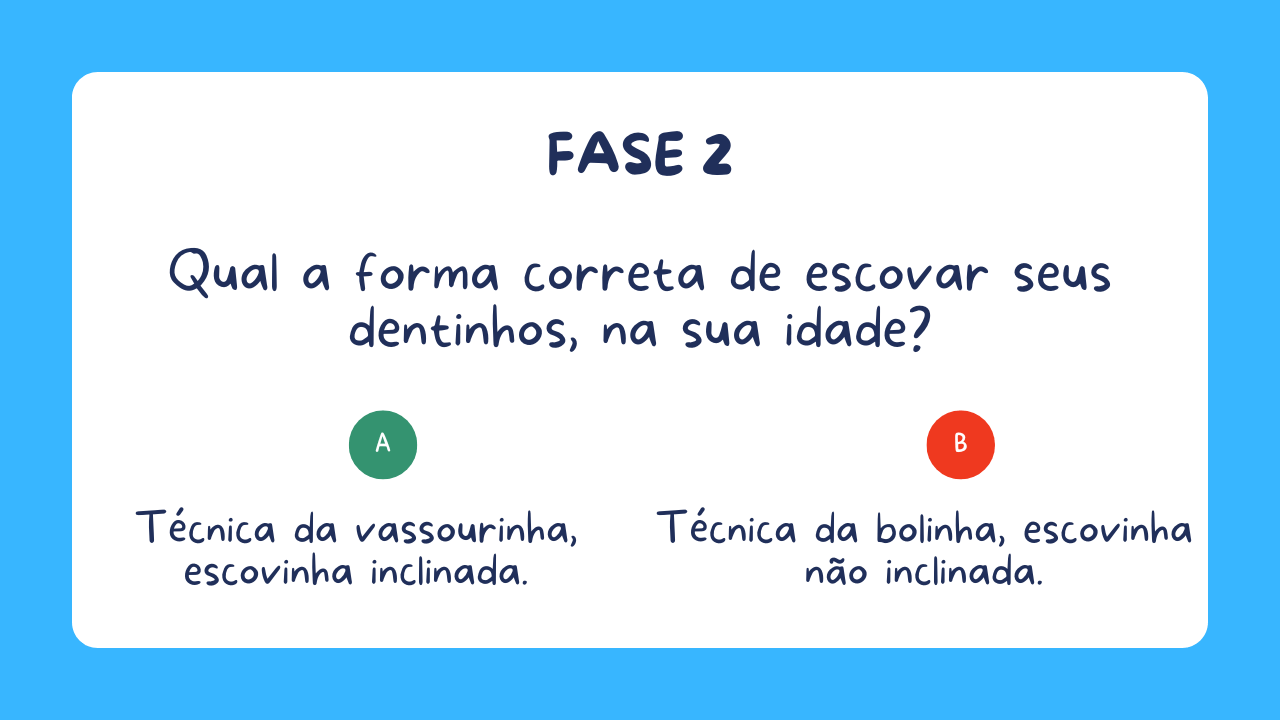 FASE 2
Qual a forma correta de escovar seus
dentinhos, na sua idade?
A
Técnica da vassourinha,
escovinha inclinada.
B
Técnica da bolinha, escovinha
não inclinada.